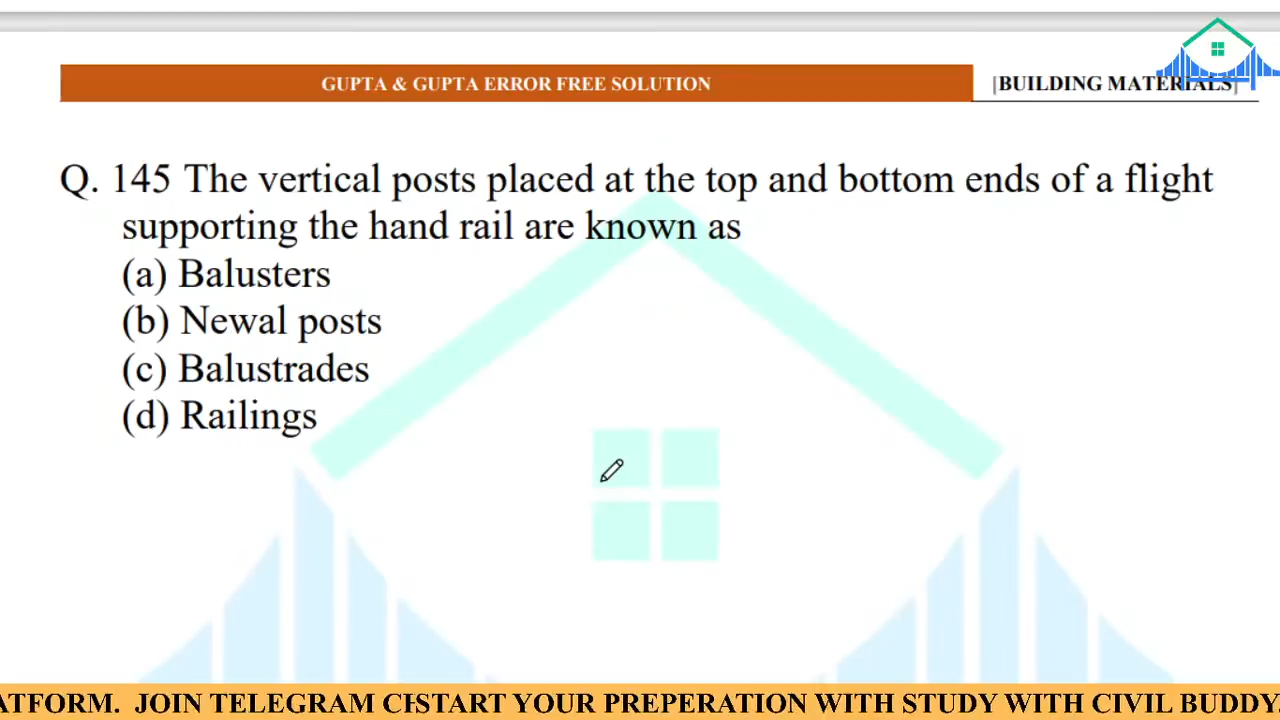 GUPTA & GUPTA ERROR FREE SOLUTION
[BUILDING MATERIALS]
Q. 145 The vertical posts placed at the top and bottom ends of a flight
supporting the hand rail are known as
(a) Balusters
(b) Newal posts
(c) Balustrades
(d) Railings
ATFORM. JOIN TELEGRAM CHSTART YOUR PREPERATION WITH STUDY WITH CIVIL BUDDY.